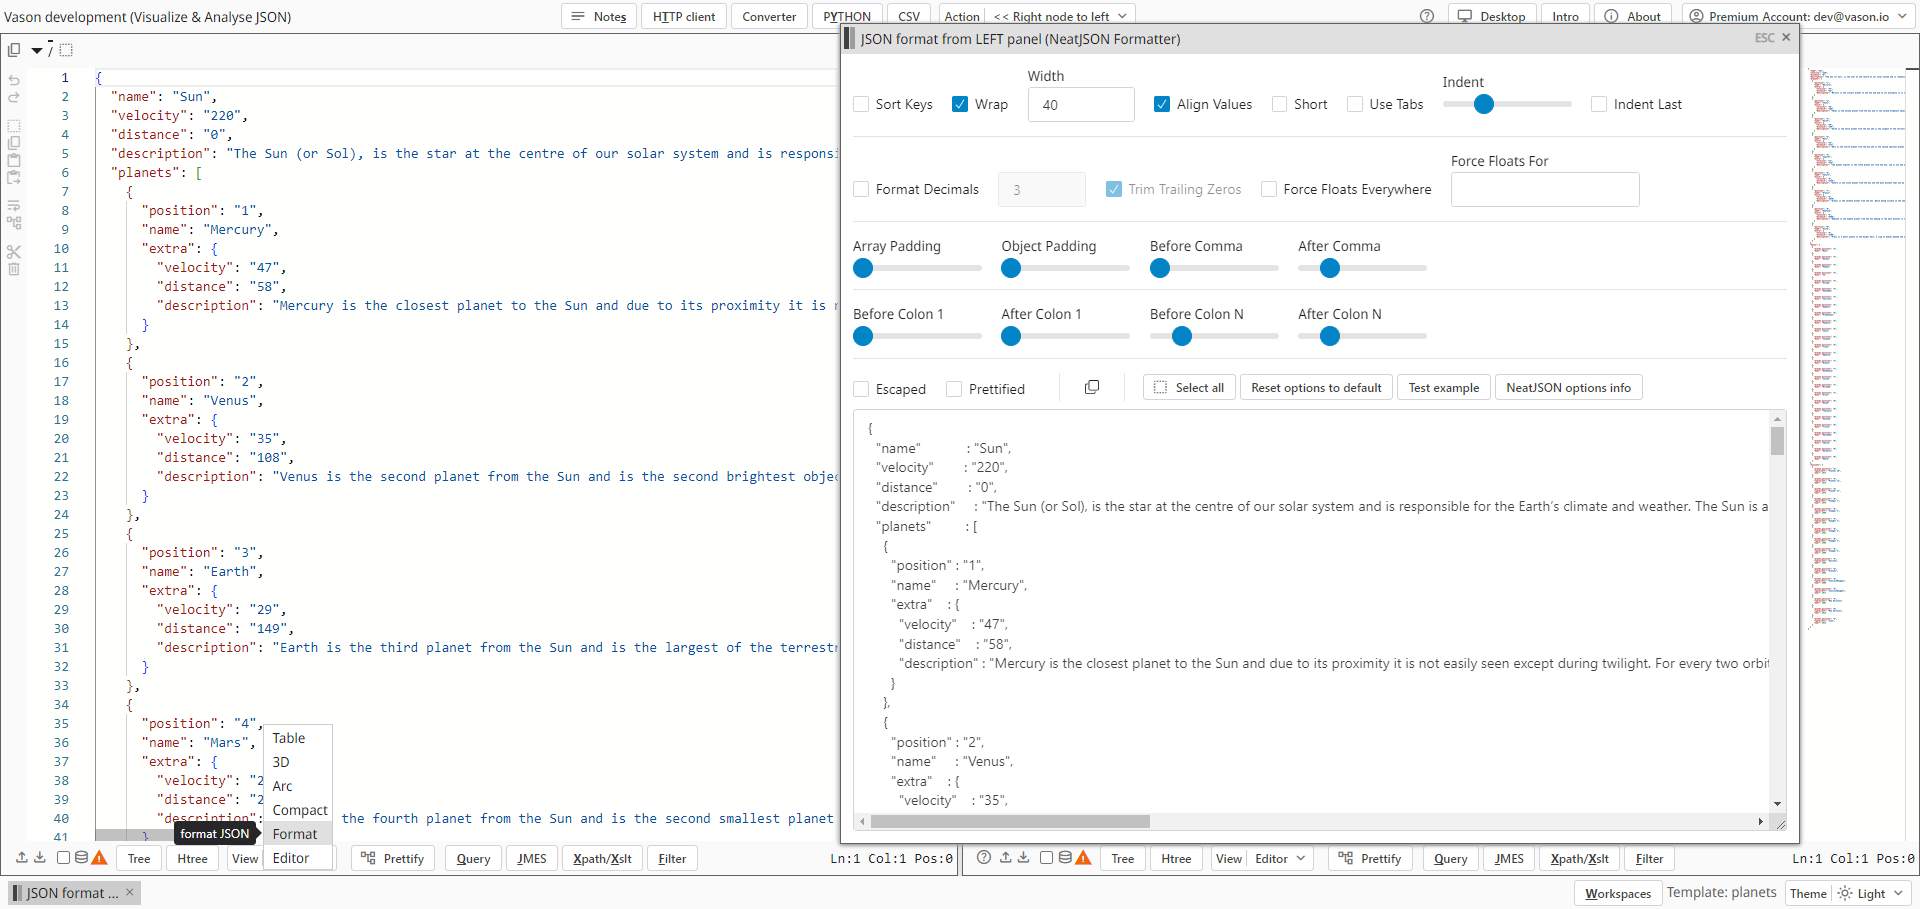 Vason development (Visualize & Analyse JSON)
Notes
HTTP client
Converter
PYTHON
CSV
Action
<< Right node to left
Desktop
Intro
About
Premium Account: dev@vason.io
/
JSON format from LEFT panel (NeatJSON Formatter)
ESC
Sort Keys
Wrap
Width
40
Align Values
Short
Use Tabs
Indent
Indent Last
Format Decimals
3
Trim Trailing Zeros
Force Floats Everywhere
Force Floats For
Array Padding
Object Padding
Before Comma
After Comma
Before Colon 1
After Colon 1
Before Colon N
After Colon N
Escaped
Prettified
Select all
Reset options to default
Test example
NeatJSON options info
{
"name" : "Sun",
"velocity" : "220",
"distance" : "0",
"description" : "The Sun (or Sol), is the star at the centre of our solar system and is responsible for the Earth's climate and weather. The Sun is a
"planets" : [
{
"position" : "1",
"name" : "Mercury",
"extra" : {
"velocity" : "47",
"distance" : "58",
"description" : "Mercury is the closest planet to the Sun and due to its proximity it is not easily seen except during twilight. For every two orbit
}
},
{
"position" : "2",
"name" : "Venus",
"extra" : {
"velocity" : "35",
1 {
2 "name": "Sun",
3 "velocity": "220",
4 "distance": "0",
5 "description": "The Sun (or Sol), is the star at the centre of our solar system and is responsi
6 "planets": [
7 {
8 "position": "1",
9 "name": "Mercury",
10 "extra": {
11 "velocity": "47",
12 "distance": "58",
13 "description": "Mercury is the closest planet to the Sun and due to its proximity it is
14 }
15 },
16 {
17 "position": "2",
18 "name": "Venus",
19 "extra": {
20 "velocity": "35",
21 "distance": "108",
22 "description": "Venus is the second planet from the Sun and is the second brightest objec
23 }
24 },
25 {
26 "position": "3",
27 "name": "Earth",
28 "extra": {
29 "velocity": "29",
30 "distance": "149",
31 "description": "Earth is the third planet from the Sun and is the largest of the terrestr
32 }
33 },
34 {
35 "position": "4",
36 "name": "Mars",
37 "extra": {
38 "velocity": "2
39 "distance": "2
40 "description": the fourth planet from the Sun and is the second smallest planet
41 }
Table
3D
Arc
Compact
Format
Editor
format JSON
Tree
Htree
View
Prettify
Query
JMES
Xpath/Xslt
Filter
Ln:1 Col:1 Pos:0
Tree
Htree
View
Editor
Prettify
Query
JMES
Xpath/Xslt
Filter
Ln:1 Col:1 Pos:0
JSON format ...
Workspaces
Template: planets
Theme
Light